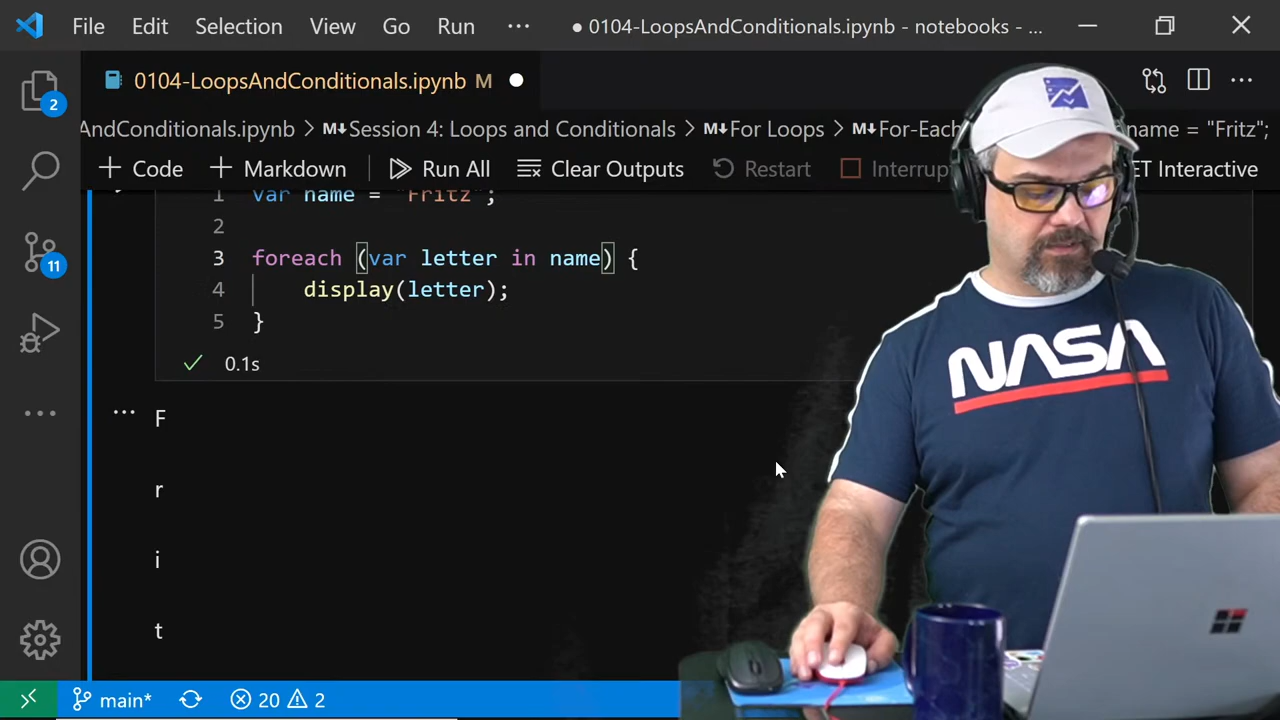 File Edit Selection View Go Run ··· ● 0104-LoopsAndConditionals.ipynb - notebooks - ...
2 0104-LoopsAndConditionals.ipynb M
AndConditionals.ipynb > M↓Session 4: Loops and Conditionals > M↓For Loops > M↓For-Each name = "Fritz";
+ Code + Markdown Run All Clear Outputs Restart Interrup ET Interactive
1 var name = "Fritz";
2
3 foreach (var letter in name) {
4 display(letter);
5 }
11
✓ 0.1s
NASA
··· F
r
i
t
main* 20 2